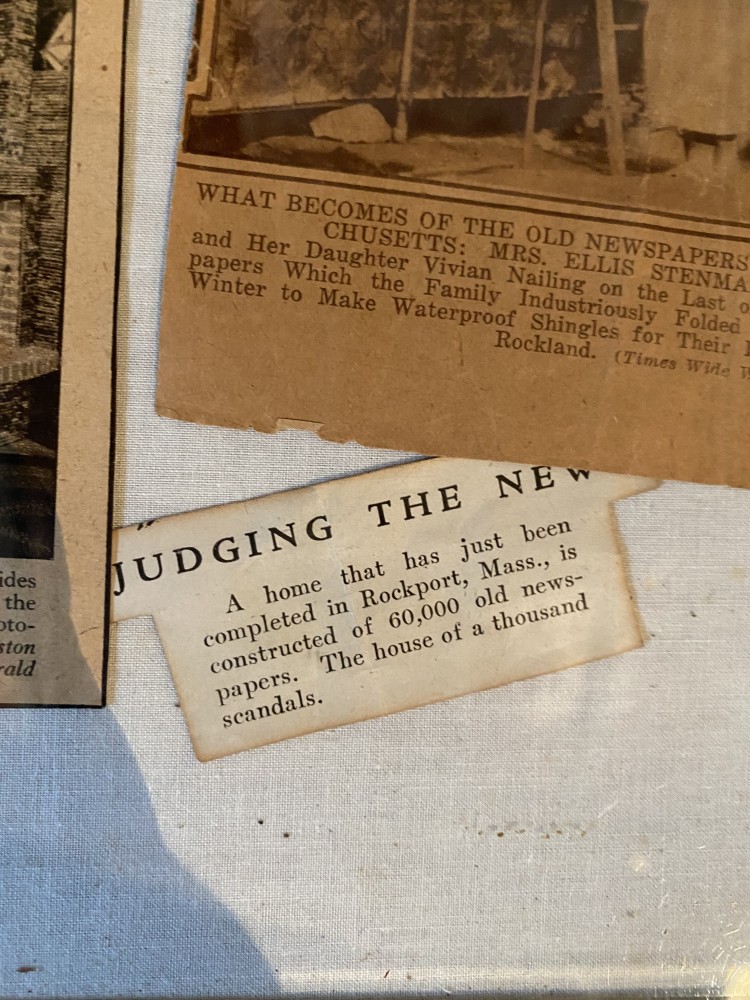 WHAT BECOMES OF THE OLD NEWSPAPERS
CHUSETTS: MRS. ELLIS STENMA
and Her Daughter Vivian Nailing on the Last o
papers Which the Family Industriously Folded
Winter to Make Waterproof Shingles for Their
Rockland. (Times Wide W
JUDGING THE NEW
A home that has just been
completed in Rockport, Mass., is
constructed of 60,000 old news-
papers. The house of a thousand
scandals.
ides
the
oto-
ston
rald